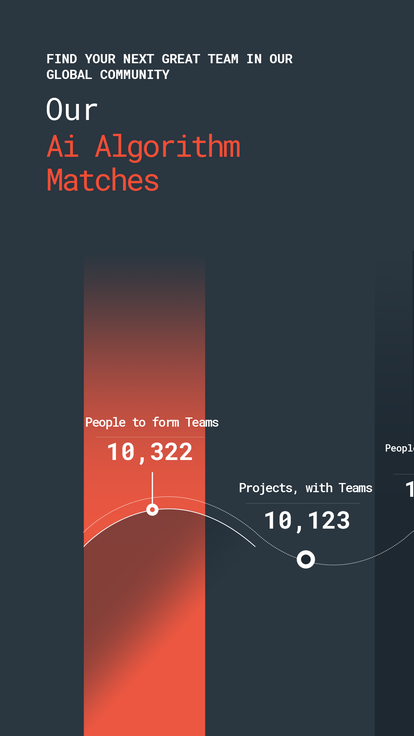 FIND YOUR NEXT GREAT TEAM IN OUR
GLOBAL COMMUNITY
Our
Ai Algorithm
Matches
People to form Teams
10,322
Projects, with Teams
10,123